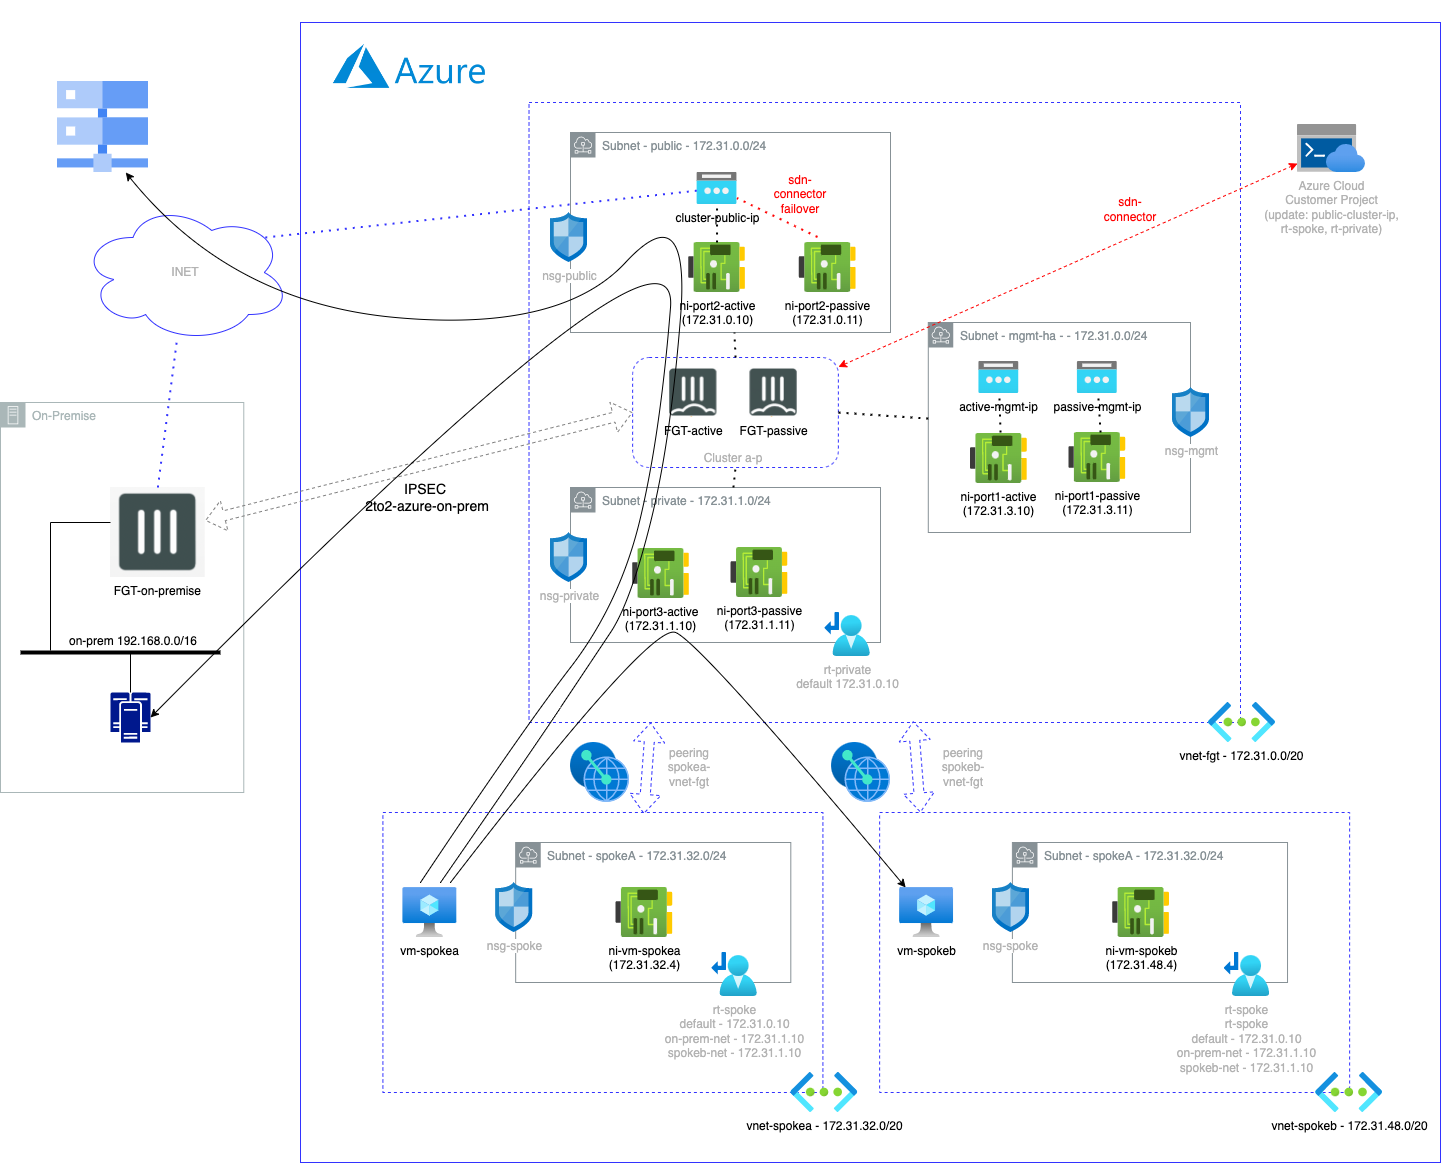 Azure
Subnet - public - 172.31.0.0/24
sdn-
connector
failover
cluster-public-ip
nsg-public
ni-port2-active
(172.31.0.10)
ni-port2-passive
(172.31.0.11)
INET
sdn-
connector
Azure Cloud
Customer Project
(update: public-cluster-ip,
rt-spoke, rt-private)
Subnet - mgmt-ha - - 172.31.0.0/24
active-mgmt-ip
passive-mgmt-ip
ni-port1-active
(172.31.3.10)
ni-port1-passive
(172.31.3.11)
nsg-mgmt
FGT-active
FGT-passive
Cluster a-p
On-Premise
IPSEC
2to2-azure-on-prem
FGT-on-premise
on-prem 192.168.0.0/16
Subnet - private - 172.31.1.0/24
nsg-private
ni-port3-active
(172.31.1.10)
ni-port3-passive
(172.31.1.11)
rt-private
default 172.31.0.10
vnet-fgt - 172.31.0.0/20
peering
spokea-
vnet-fgt
peering
spokeb-
vnet-fgt
Subnet - spokeA - 172.31.32.0/24
vm-spokea
nsg-spoke
ni-vm-spokea
(172.31.32.4)
rt-spoke
default - 172.31.0.10
on-prem-net - 172.31.1.10
spokeb-net - 172.31.1.10
vnet-spokea - 172.31.32.0/20
Subnet - spokeA - 172.31.32.0/24
vm-spokeb
nsg-spoke
ni-vm-spokeb
(172.31.48.4)
rt-spoke
rt-spoke
default - 172.31.0.10
on-prem-net - 172.31.1.10
spokeb-net - 172.31.1.10
vnet-spokeb - 172.31.48.0/20